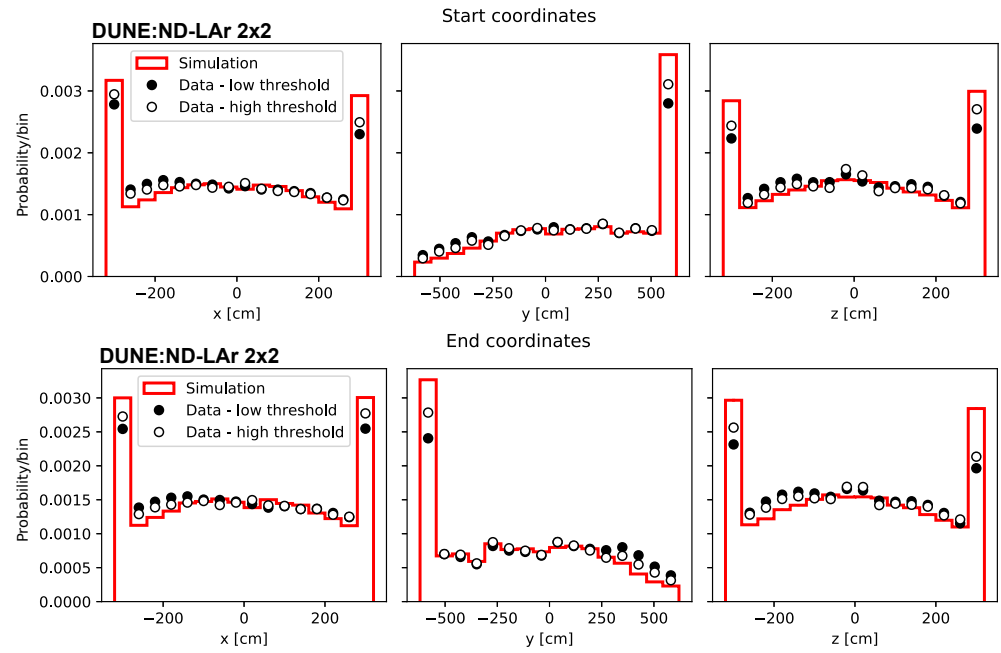 Start coordinates
DUNE:ND-LAr 2x2
Simulation
Data - low threshold
Data - high threshold
Probability/bin
0.003
0.002
0.001
0.000
−200 0 200
x [cm]
−500 −250 0 250 500
y [cm]
−200 0 200
z [cm]
End coordinates
DUNE:ND-LAr 2x2
Simulation
Data - low threshold
Data - high threshold
Probability/bin
0.0030
0.0025
0.0020
0.0015
0.0010
0.0005
0.0000
−200 0 200
x [cm]
−500 −250 0 250 500
y [cm]
−200 0 200
z [cm]